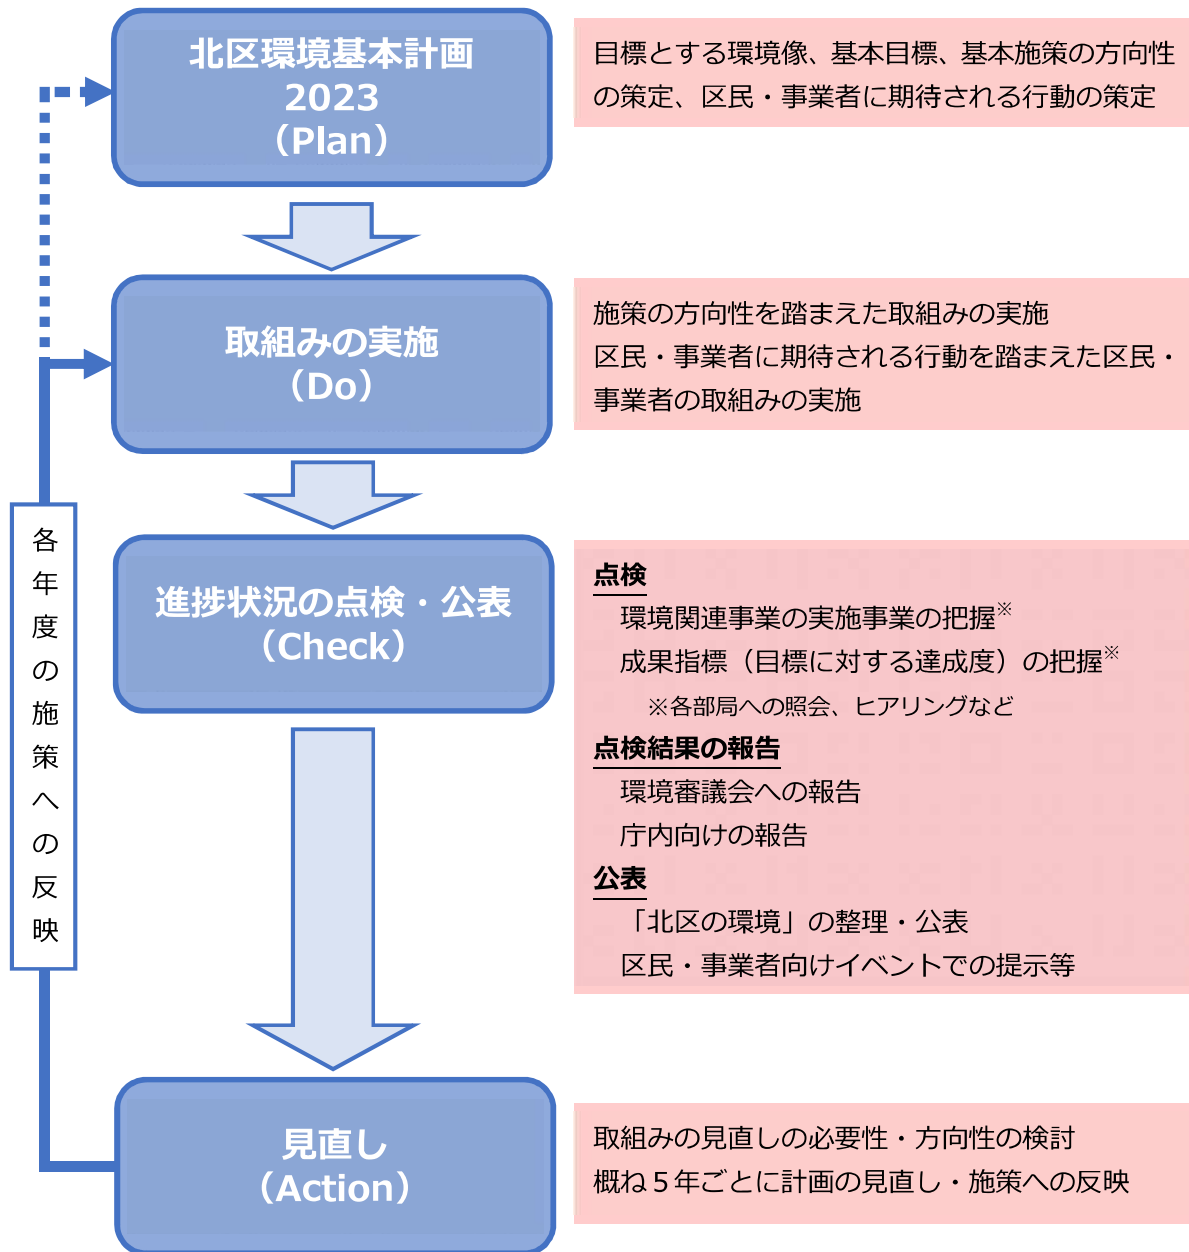 北区環境基本計画
2023
（Plan）
目標とする環境像、基本目標、基本施策の方向性
の策定、区民・事業者に期待される行動の策定
取組みの実施
（Do）
施策の方向性を踏まえた取組みの実施
区民・事業者に期待される行動を踏まえた区民・
事業者の取組みの実施
進捗状況の点検・公表
（Check）
点検
環境関連事業の実施事業の把握※
成果指標（目標に対する達成度）の把握※
※各部局への照会、ヒアリングなど
点検結果の報告
環境審議会への報告
庁内向けの報告
公表
「北区の環境」の整理・公表
区民・事業者向けイベントでの提示等
見直し
（Action）
取組みの見直しの必要性・方向性の検討
概ね５年ごとに計画の見直し・施策への反映
各年度の施策への反映